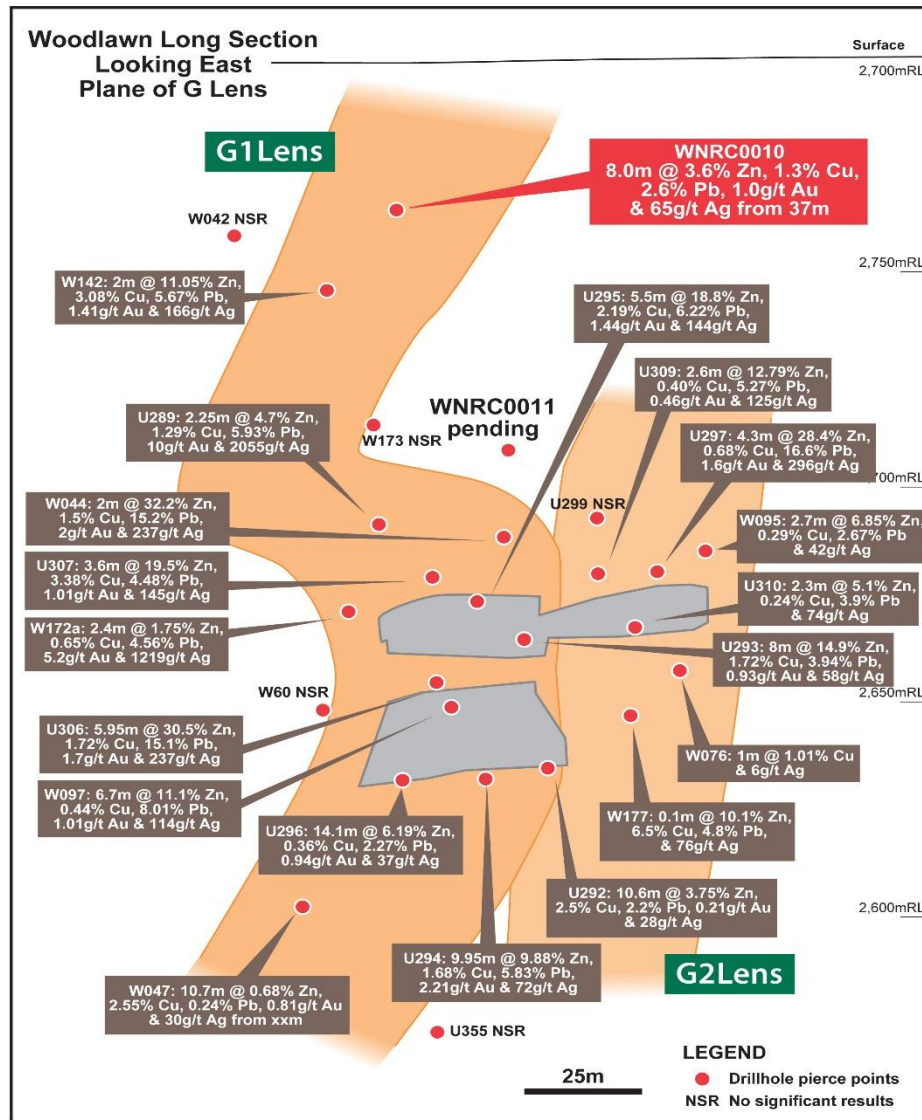 Woodlawn Long Section
Looking East
Plane of G Lens
Surface
2,700mRL
G1Lens
WNRC0010
8.0m @ 3.6% Zn, 1.3% Cu,
2.6% Pb, 1.0g/t Au
& 65g/t Ag from 37m
W042 NSR
2,750mRL
W142: 2m @ 11.05% Zn,
3.08% Cu, 5.67% Pb,
1.41g/t Au & 166g/t Ag
U295: 5.5m @ 18.8% Zn,
2.19% Cu, 6.22% Pb,
1.44g/t Au & 144g/t Ag
U309: 2.6m @ 12.79% Zn,
0.40% Cu, 5.27% Pb,
0.46g/t Au & 125g/t Ag
U289: 2.25m @ 4.7% Zn,
1.29% Cu, 5.93% Pb,
10g/t Au & 2055g/t Ag
W173 NSR
WNRC0011
pending
U297: 4.3m @ 28.4% Zn,
0.68% Cu, 16.6% Pb,
1.6g/t Au & 296g/t Ag
,700mRL
W044: 2m @ 32.2% Zn,
1.5% Cu, 15.2% Pb,
2g/t Au & 237g/t Ag
U299 NSR
W095: 2.7m @ 6.85% Zn,
0.29% Cu, 2.67% Pb
& 42g/t Ag
U307: 3.6m @ 19.5% Zn,
3.38% Cu, 4.48% Pb,
1.01g/t Au & 145g/t Ag
U310: 2.3m @ 5.1% Zn,
0.24% Cu, 3.9% Pb
& 74g/t Ag
W172a: 2.4m @ 1.75% Zn,
0.65% Cu, 4.56% Pb,
5.2g/t Au & 1219g/t Ag
U293: 8m @ 14.9% Zn,
1.72% Cu, 3.94% Pb,
0.93g/t Au & 58g/t Ag
W60 NSR
2,650mRL
U306: 5.95m @ 30.5% Zn,
1.72% Cu, 15.1% Pb,
1.7g/t Au & 237g/t Ag
W076: 1m @ 1.01% Cu
& 6g/t Ag
W097: 6.7m @ 11.1% Zn,
0.44% Cu, 8.01% Pb,
1.01g/t Au & 114g/t Ag
W177: 0.1m @ 10.1% Zn,
6.5% Cu, 4.8% Pb,
& 76g/t Ag
U296: 14.1m @ 6.19% Zn,
0.36% Cu, 2.27% Pb,
0.94g/t Au & 37g/t Ag
U292: 10.6m @ 3.75% Zn,
2.5% Cu, 2.2% Pb, 0.21g/t Au
& 28g/t Ag
2,600mRL
U294: 9.95m @ 9.88% Zn,
1.68% Cu, 5.83% Pb,
2.21g/t Au & 72g/t Ag
G2Lens
W047: 10.7m @ 0.68% Zn,
2.55% Cu, 0.24% Pb, 0.81g/t Au
& 30g/t Ag from xxm
U355 NSR
25m
LEGEND
Drillhole pierce points
NSR No significant results